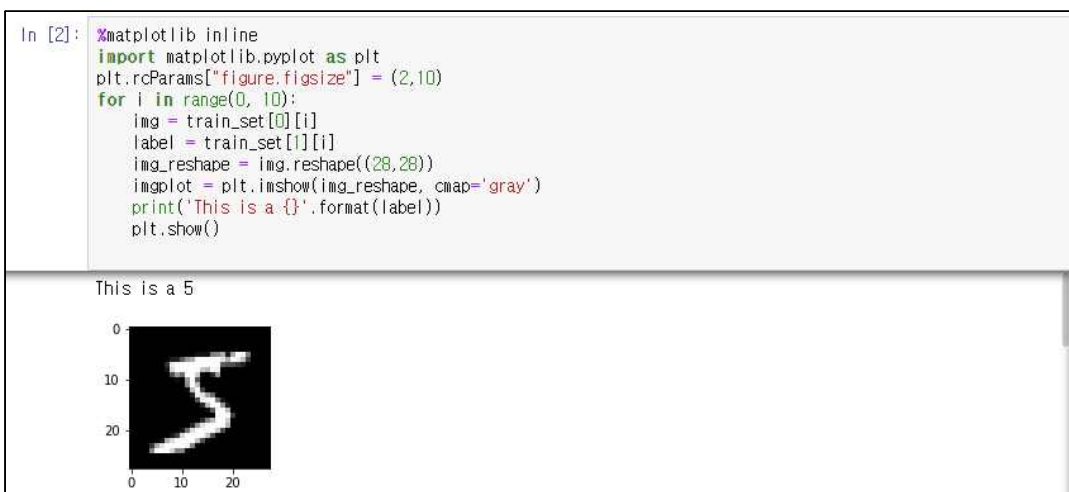 In [2]: %matplotlib inline
import matplotlib.pyplot as plt
plt.rcParams["figure.figsize"] = (2,10)
for i in range(0, 10):
    img = train_set[0][i]
    label = train_set[1][i]
    img_reshape = img.reshape((28,28))
    imgplot = plt.imshow(img_reshape, cmap='gray')
    print('This is a {}'.format(label))
    plt.show()
This is a 5
0
10
20
0 10 20